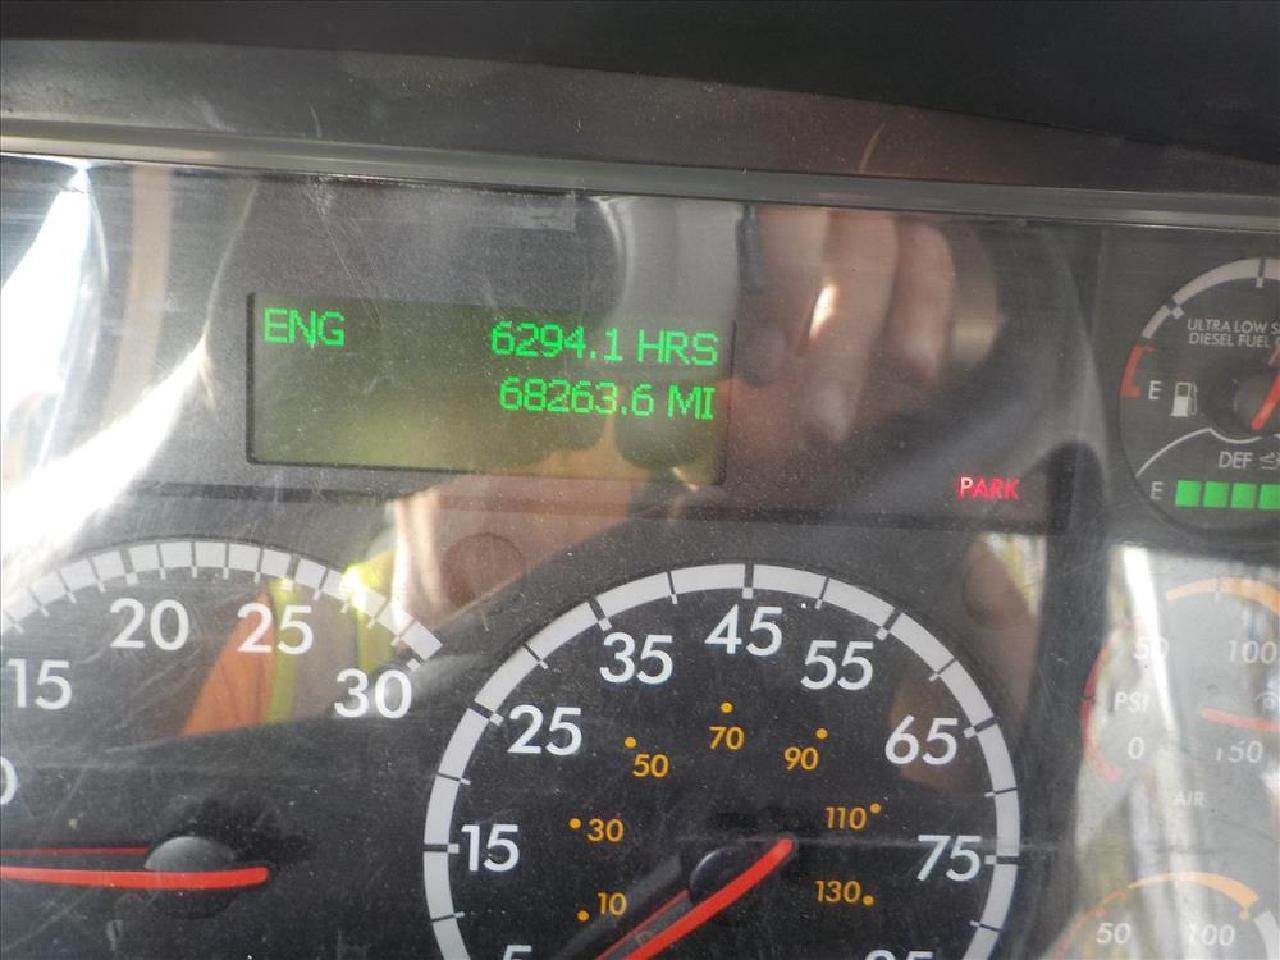 ENG 6294.1 HRS
68263.6 MI
PARK
ULTRA LOW
DIESEL FUEL
E
DEF
E
15 20 25 30
5 15 25 35 45 55 65 75 85
10 30 50 70 90 110 130
50 100
PSI
0 150
AIR
50 100